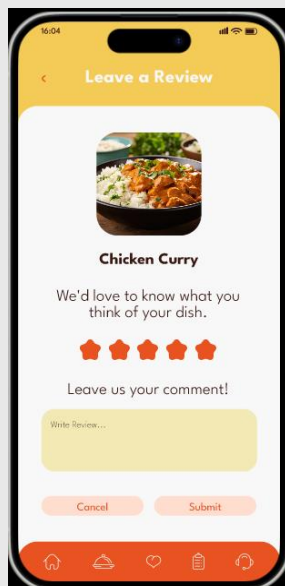 16:04
Leave a Review
Chicken Curry
We'd love to know what you
think of your dish.
Leave us your comment!
Write Review...
Cancel
Submit